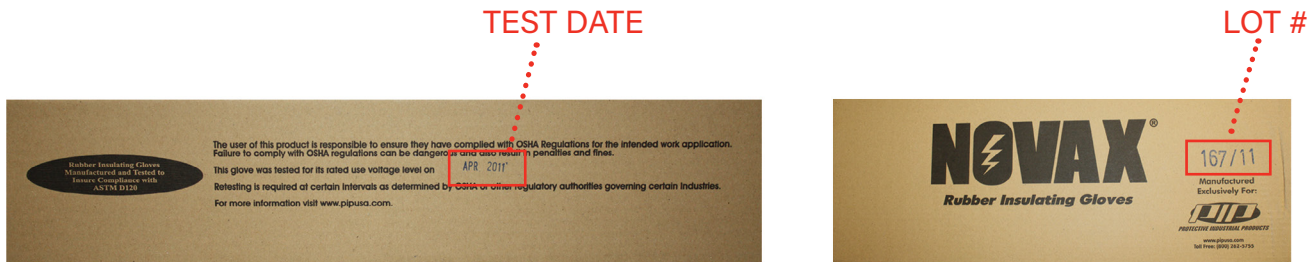 TEST DATE
LOT #
The user of this product is responsible to ensure they have complied with OSHA Regulations for the intended work application.
Failure to comply with OSHA regulations can be dangerous and also result in penalties and fines.
This glove was tested for its rated use voltage level on APR 2011
Retesting is required at certain intervals as determined by OSHA or other regulatory authorities governing certain industries.
For more information visit www.pipusa.com.
Rubber Insulating Gloves
Manufactured and Tested to
Insure Compliance with
ASTM D120
NOVAX®
Rubber Insulating Gloves
167/11
Manufactured
Exclusively For:
PIP
PROTECTIVE INDUSTRIAL PRODUCTS
www.pipusa.com
Toll Free: (800) 262-5755